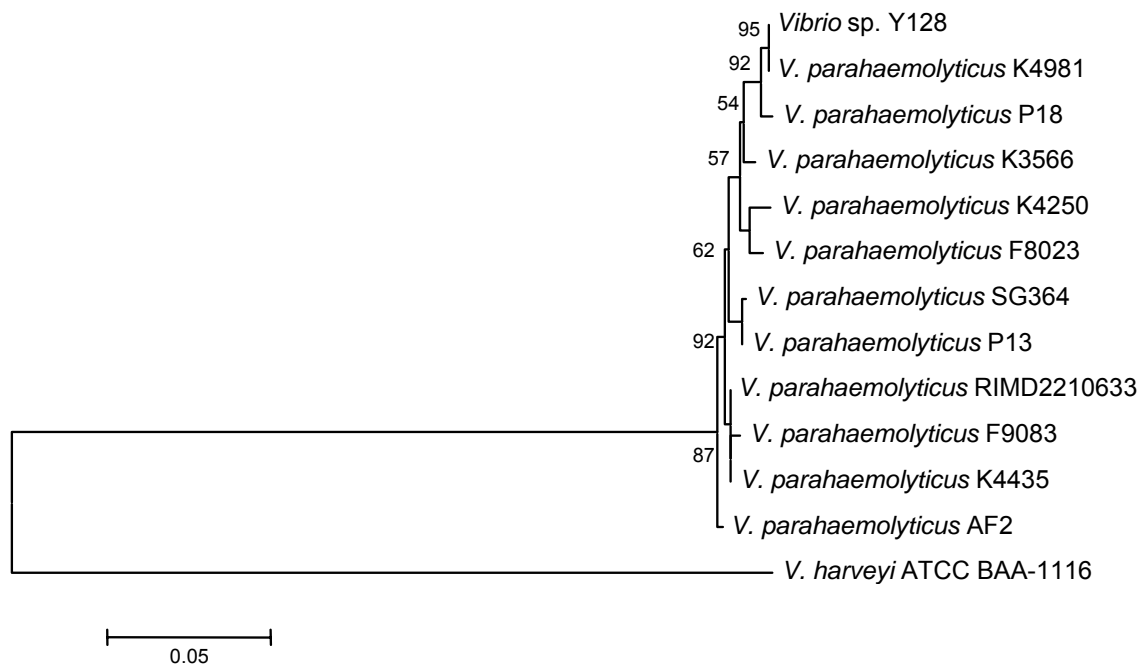 95
Vibrio sp. Y128
92
V. parahaemolyticus K4981
54
V. parahaemolyticus P18
57
V. parahaemolyticus K3566
V. parahaemolyticus K4250
62
V. parahaemolyticus F8023
V. parahaemolyticus SG364
92
V. parahaemolyticus P13
V. parahaemolyticus RIMD2210633
V. parahaemolyticus F9083
87
V. parahaemolyticus K4435
V. parahaemolyticus AF2
V. harveyi ATCC BAA-1116
0.05